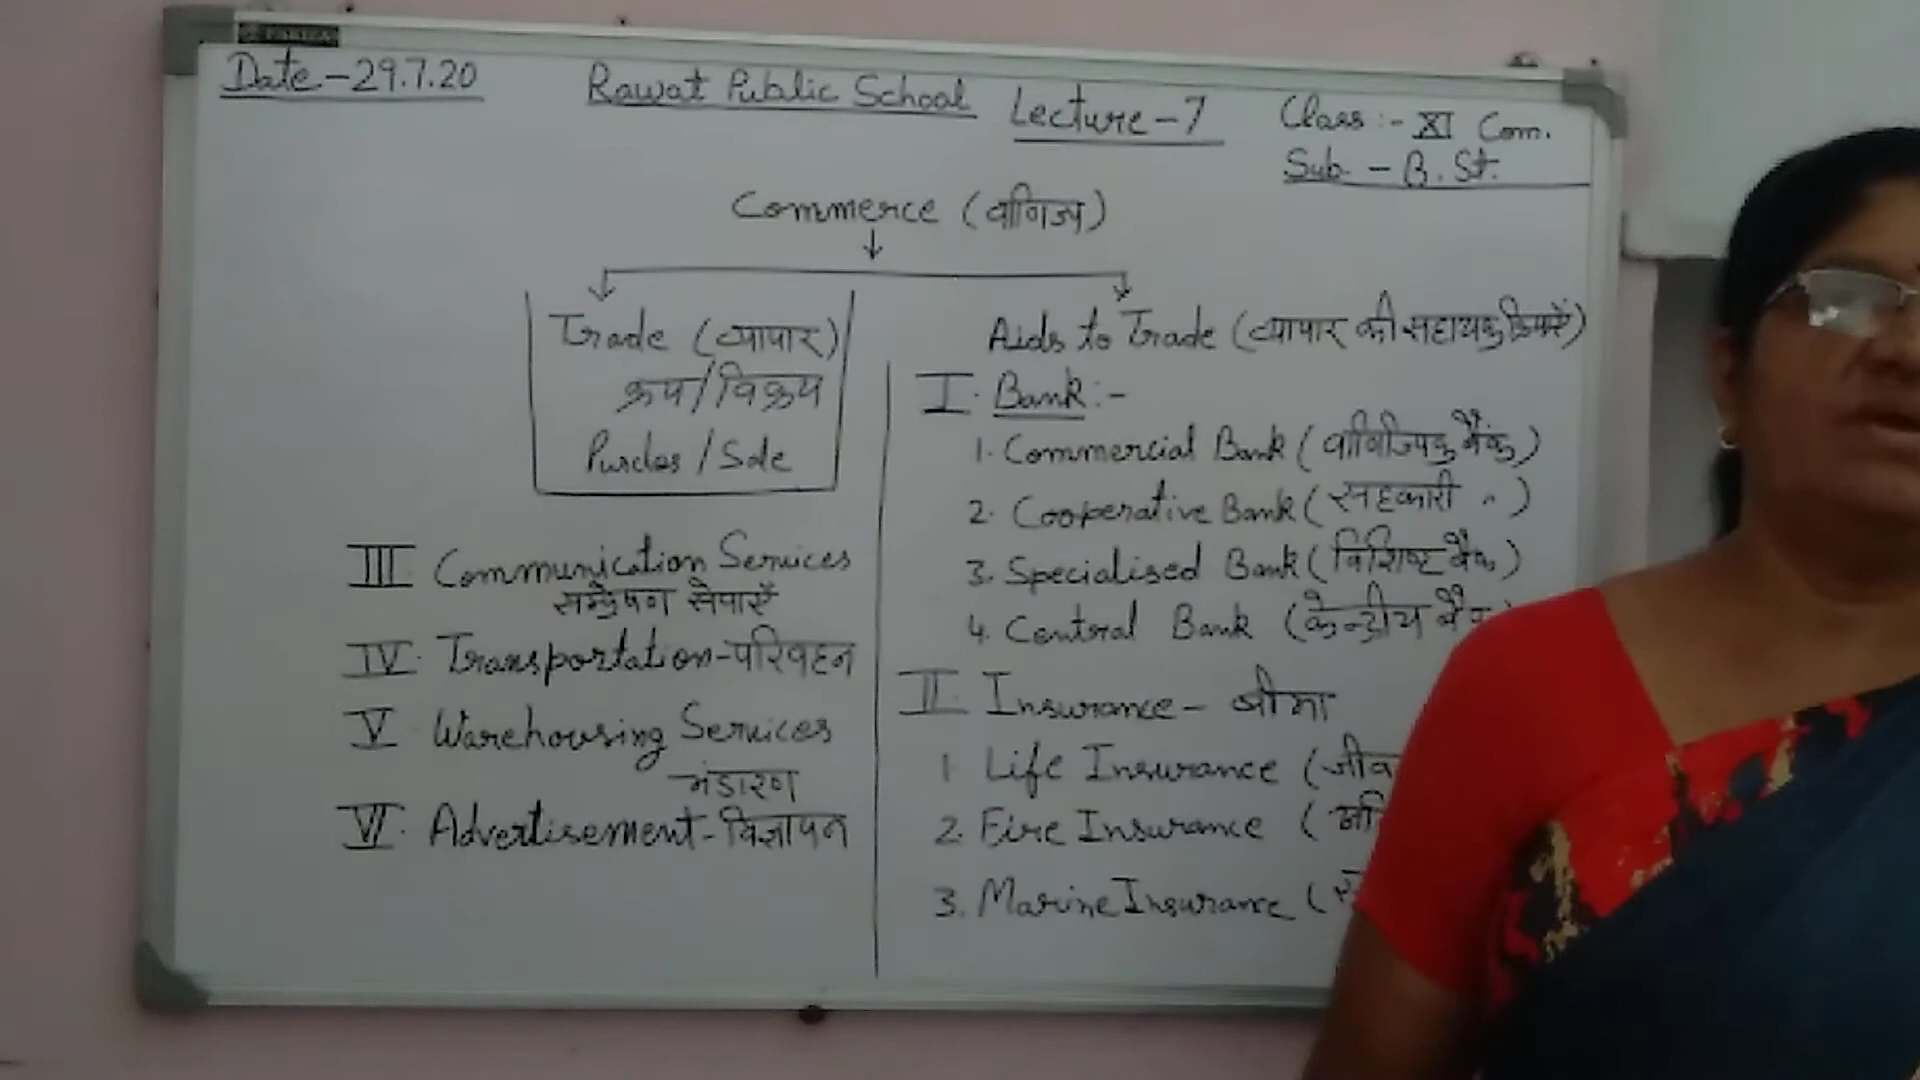 Date-29.7.20
Rawat Public School
Lecture-7
Class:- XI Com.
Sub. - B. St.
Commerce (वाणिज्य)
Trade (व्यापार)
क्रय/विक्रय
/ Sale
Aids to Trade (व्यापार की सहायक क्रियाएँ)
I. Bank:-
1. Commercial Bank (वाणिज्यिक बैंक)
2. Cooperative Bank (सहकारी ")
3. Specialised Bank (विशिष्ट बैंक)
4. Central Bank (केन्द्रीय बैंक
II. Insurance- बीमा
1 Life Insurance (जीव
2. Fire Insurance (
3. Marine Insurance (
III Communication Services
सम्प्रेषण सेवाएँ
IV. Transportation-परिवहन
V Warehousing Services
भंडारण
VI. Advertisement-विज्ञापन